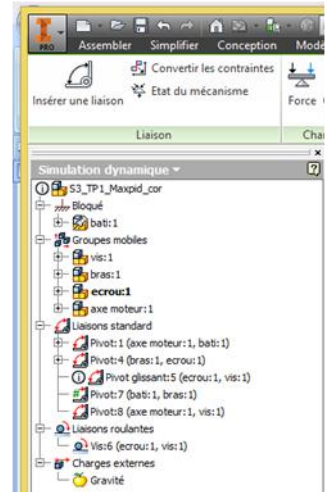 PRO
Assembler Simplifier Conception Modè
Insérer une liaison
Convertir les contraintes
Etat du mécanisme
Force
Liaison
Cha
Simulation dynamique
S3_TP1_Maxpid_cor
Bloqué
bati:1
Groupes mobiles
vis:1
bras:1
ecrou:1
axe moteur:1
Liaisons standard
Pivot:1 (axe moteur:1, bati:1)
Pivot:4 (bras:1, ecrou:1)
Pivot glissant:5 (ecrou:1, vis:1)
Pivot:7 (bati:1, bras:1)
Pivot:8 (axe moteur:1, vis:1)
Liaisons roulantes
Vis:6 (ecrou:1, vis:1)
Charges externes
Gravité